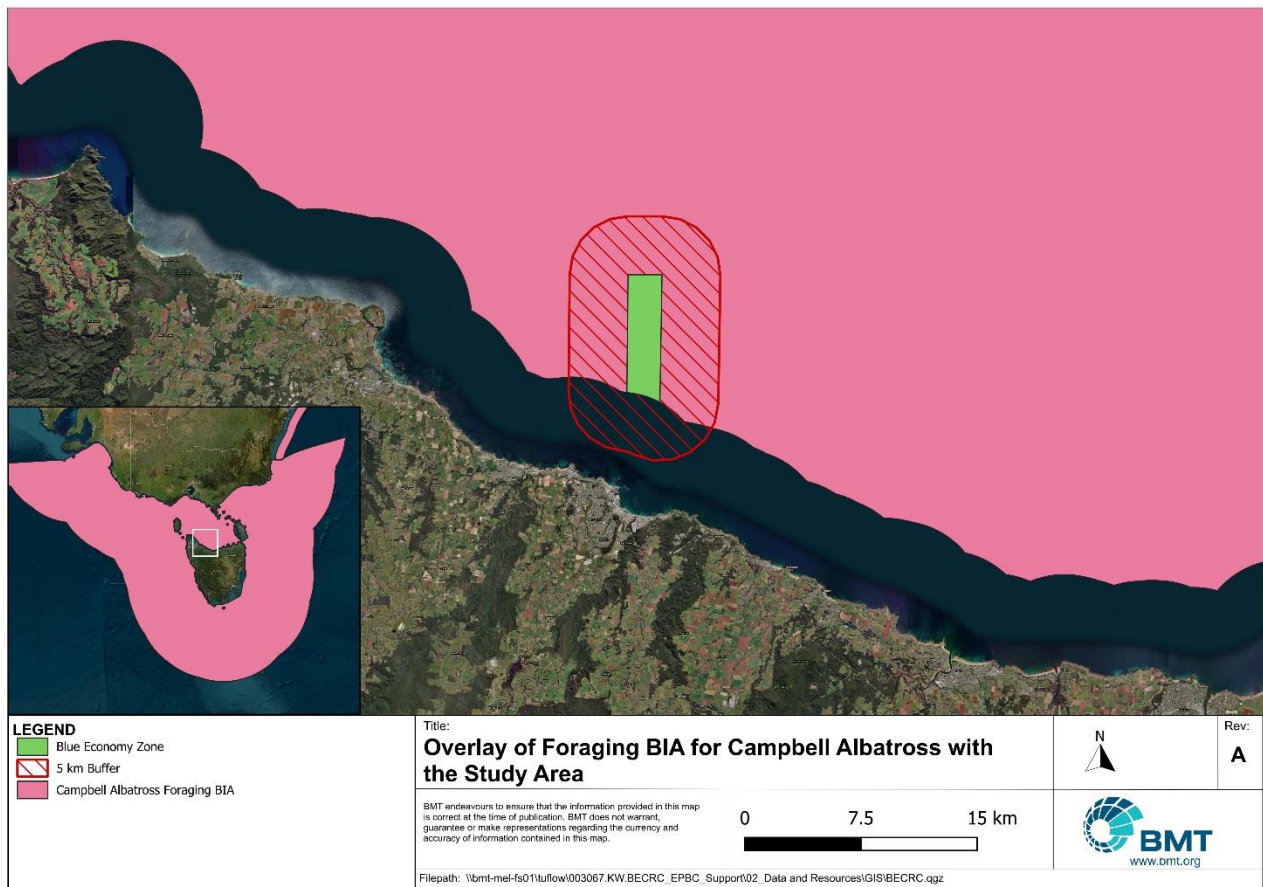 LEGEND
Blue Economy Zone
5 km Buffer
Campbell Albatross Foraging BIA
Title:
Overlay of Foraging BIA for Campbell Albatross with
the Study Area
BMT endeavours to ensure that the information provided in this map
is correct at the time of publication. BMT does not warrant,
guarantee or make representations regarding the currency and
accuracy of information contained in this map.
0 7.5 15 km
N
Rev:
A
BMT
www.bmt.org
Filepath: \\bmt-mel-fs01\tuflow\003067.KW.BECRC_EPBC_Support\02_Data and Resources\GIS\BECRC.qgz